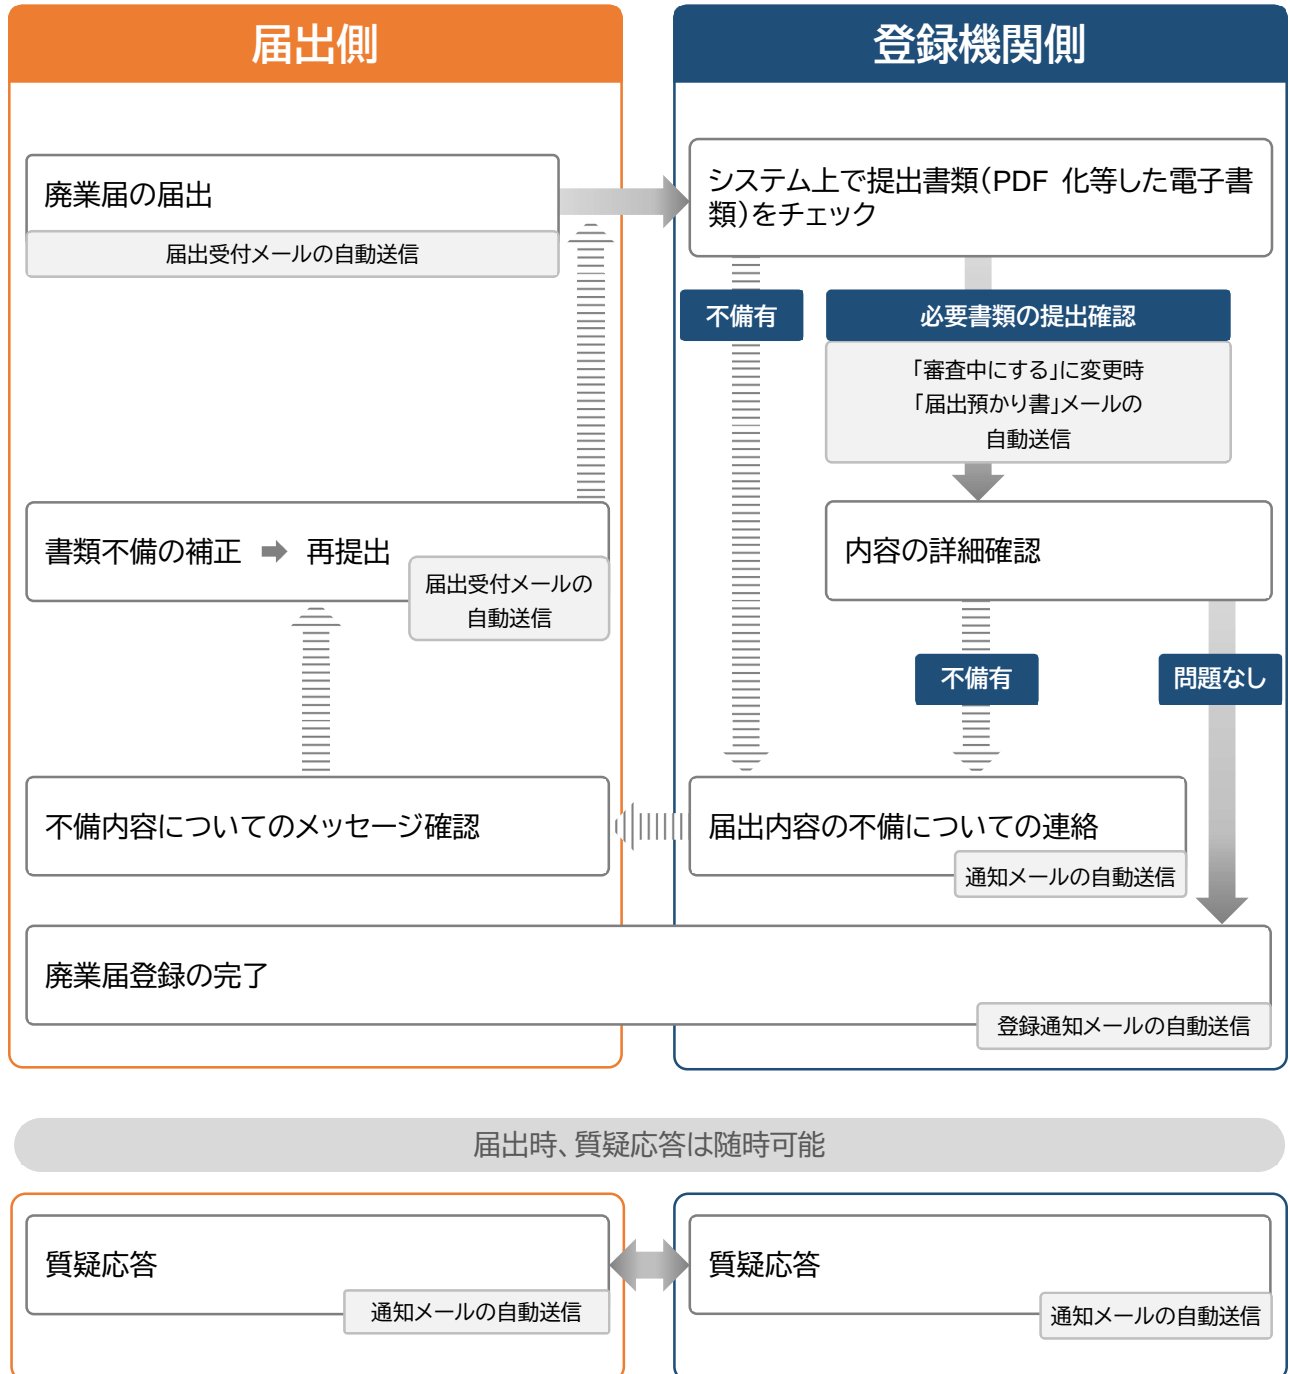 届出側
登録機関側
廃業届の届出
届出受付メールの自動送信
システム上で提出書類（PDF 化等した電子書
類）をチェック
不備有
必要書類の提出確認
「審査中にする」に変更時
「届出預かり書」メールの
自動送信
書類不備の補正 ➡ 再提出
届出受付メールの
自動送信
内容の詳細確認
不備有
問題なし
不備内容についてのメッセージ確認
届出内容の不備についての連絡
通知メールの自動送信
廃業届登録の完了
登録通知メールの自動送信
届出時、質疑応答は随時可能
質疑応答
通知メールの自動送信
質疑応答
通知メールの自動送信